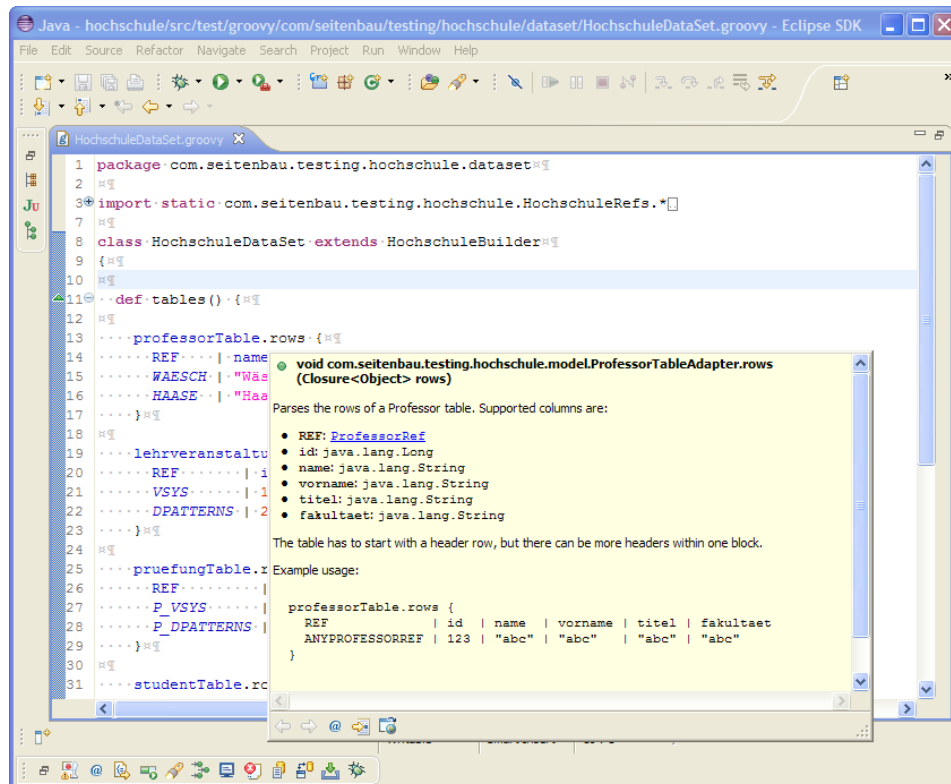 Java - hochschule/src/test/groovy/com/seitenbau/testing/hochschule/dataset/HochschuleDataSet.groovy - Eclipse SDK
File Edit Source Refactor Navigate Search Project Run Window Help
HochschuleDataSet.groovy
1 package com.seitenbau.testing.hochschule.dataset¤¶
2 ¤¶
3 import static com.seitenbau.testing.hochschule.HochschuleRefs.*
7 ¤¶
8 class HochschuleDataSet extends HochschuleBuilder¤¶
9 {¤¶
10 ¤¶
11 ··def tables() {¤¶
12 ¤¶
13 ····professorTable.rows {¤¶
14 ······REF····| name
15 ······WAESCH·| "Wäs
16 ······HAASE··| "Haa
17 ····}¤¶
18 ¤¶
19 ····lehrveranstaltu
20 ······REF·······| i
21 ······VSYS······| 1
22 ······DPATTERNS·| 2
23 ····}¤¶
24 ¤¶
25 ····pruefungTable.r
26 ······REF·········|
27 ······P_VSYS······|
28 ······P_DPATTERNS·|
29 ····}¤¶
30 ¤¶
31 ····studentTable.ro
void com.seitenbau.testing.hochschule.model.ProfessorTableAdapter.rows
(Closure<Object> rows)
Parses the rows of a Professor table. Supported columns are:
• REF: ProfessorRef
• id: java.lang.Long
• name: java.lang.String
• vorname: java.lang.String
• titel: java.lang.String
• fakultaet: java.lang.String
The table has to start with a header row, but there can be more headers within one block.
Example usage:
professorTable.rows {
REF | id | name | vorname | titel | fakultaet
ANYPROFESSORREF | 123 | "abc" | "abc" | "abc" | "abc"
}